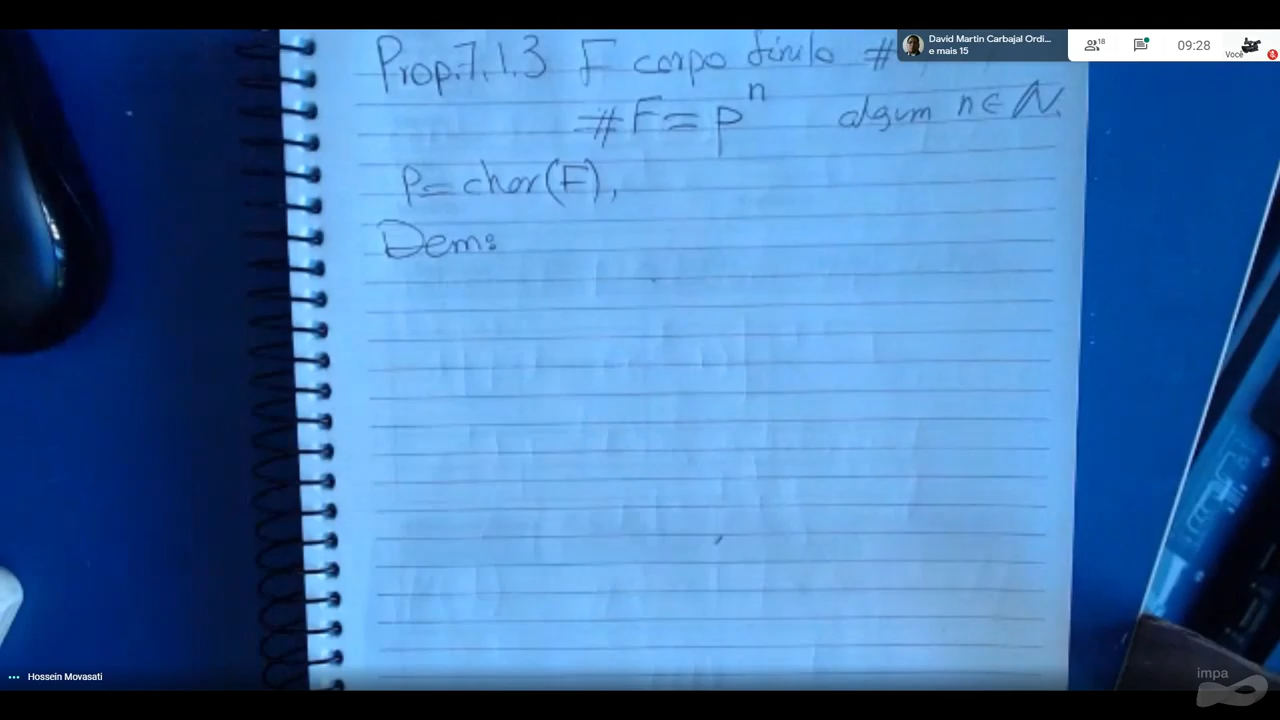 Prop. 7.1.3 F corpo finito #
#F = p^n algum n ∈ N.
P = char(F),
Dem:
David Martin Carbajal Ordi...
e mais 15
18
09:28
Você
Hossein Movasati
impa